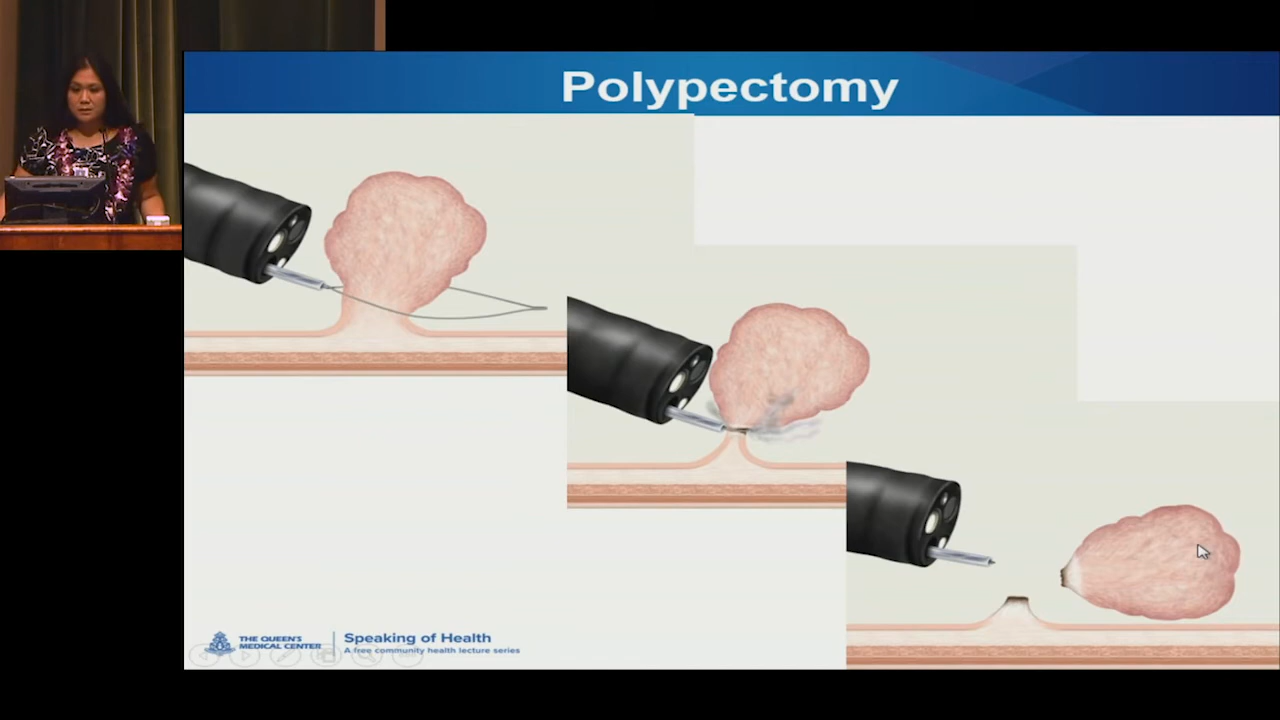 Polypectomy
THE QUEEN'S
MEDICAL CENTER
Speaking of Health
A free community health lecture series